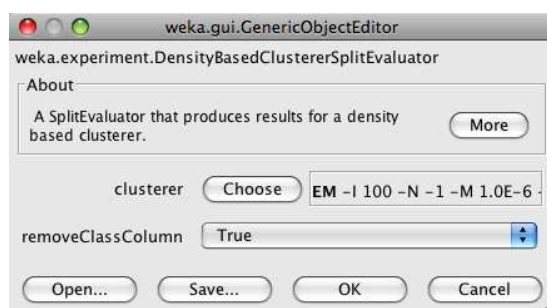 weka.gui.GenericObjectEditor
weka.experiment.DensityBasedClustererSplitEvaluator
About
A SplitEvaluator that produces results for a density
based clusterer.
More
clusterer Choose EM -I 100 -N -1 -M 1.0E-6 -
removeClassColumn True
Open... Save... OK Cancel